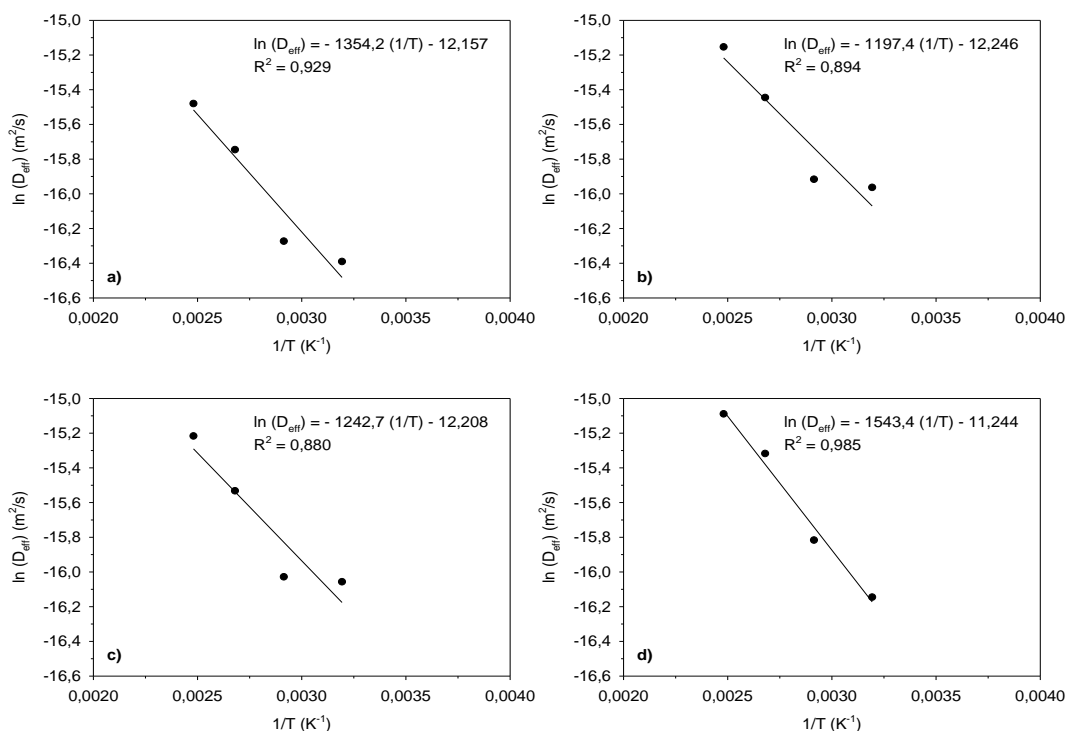 ln (Deff) = - 1354,2 (1/T) - 12,157
R2 = 0,929
ln (Deff) (m2/s)
-15,0
-15,2
-15,4
-15,6
-15,8
-16,0
-16,2
-16,4
-16,6
a)
0,0020 0,0025 0,0030 0,0035 0,0040
1/T (K-1)
ln (Deff) = - 1197,4 (1/T) - 12,246
R2 = 0,894
ln (Deff) (m2/s)
-15,0
-15,2
-15,4
-15,6
-15,8
-16,0
-16,2
-16,4
-16,6
b)
0,0020 0,0025 0,0030 0,0035 0,0040
1/T (K-1)
ln (Deff) = - 1242,7 (1/T) - 12,208
R2 = 0,880
ln (Deff) (m2/s)
-15,0
-15,2
-15,4
-15,6
-15,8
-16,0
-16,2
-16,4
-16,6
c)
0,0020 0,0025 0,0030 0,0035 0,0040
1/T (K-1)
ln (Deff) = - 1543,4 (1/T) - 11,244
R2 = 0,985
ln (Deff) (m2/s)
-15,0
-15,2
-15,4
-15,6
-15,8
-16,0
-16,2
-16,4
-16,6
d)
0,0020 0,0025 0,0030 0,0035 0,0040
1/T (K-1)